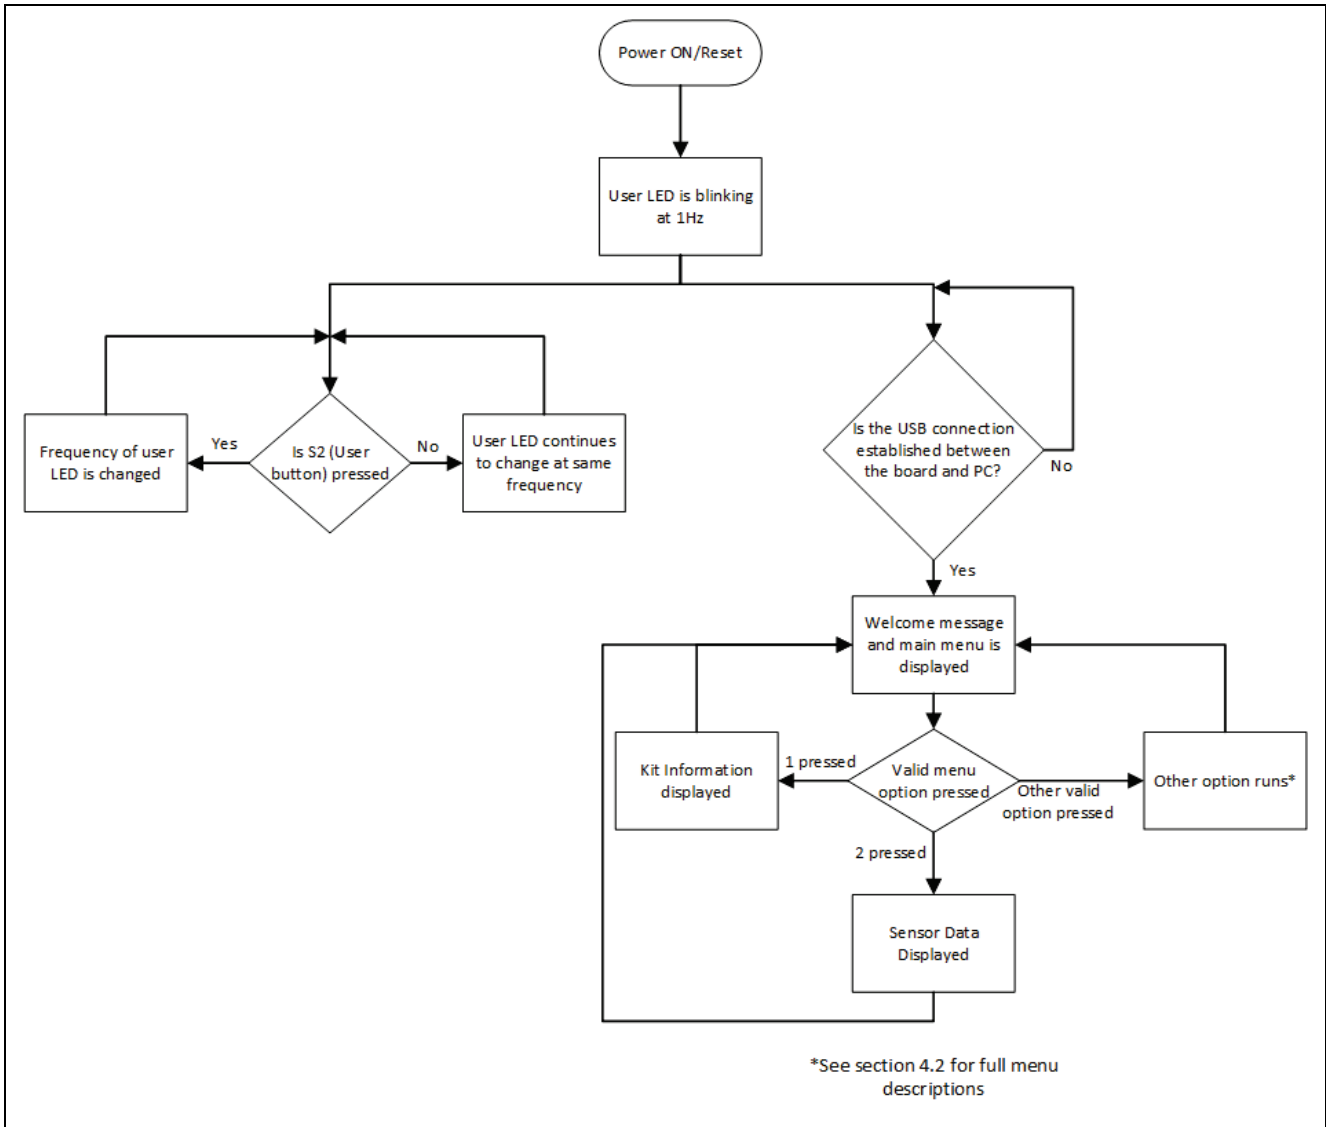 Power ON/Reset
User LED is blinking
at 1Hz
Frequency of user
LED is changed
Yes
Is S2 (User
button) pressed
No
User LED continues
to change at same
frequency
Is the USB connection
established between
the board and PC?
No
Yes
Welcome message
and main menu is
displayed
Kit Information
displayed
1 pressed
Valid menu
option pressed
Other valid
option pressed
Other option runs*
2 pressed
Sensor Data
Displayed
*See section 4.2 for full menu
descriptions